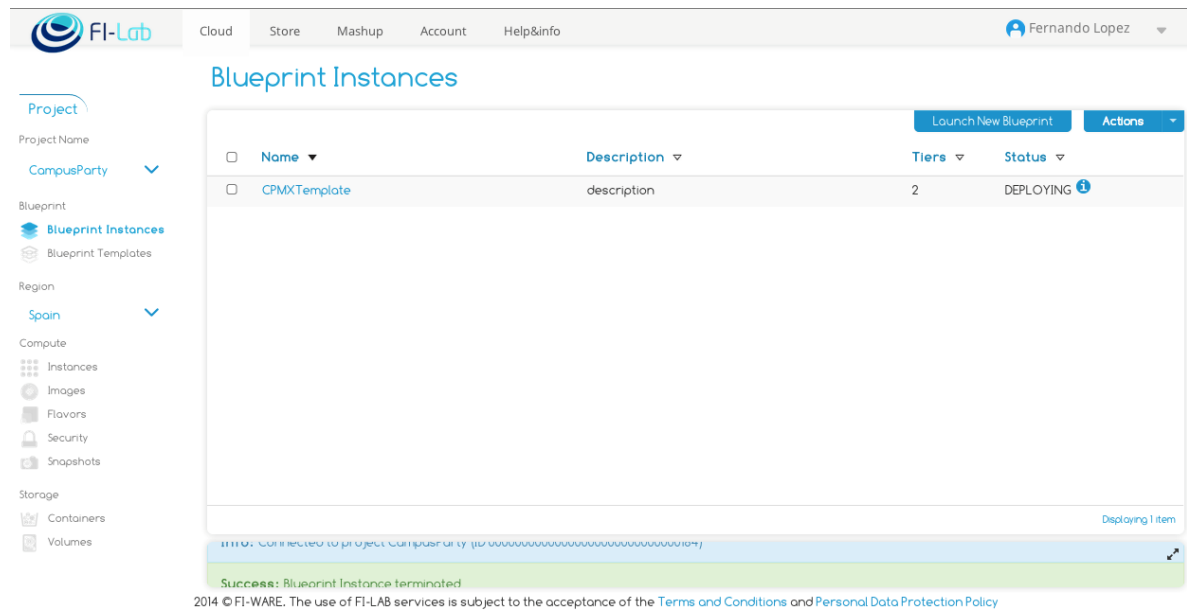 FI-Lab
Cloud Store Mashup Account Help&info Fernando Lopez
Blueprint Instances
Project
Project Name
CampusParty
Blueprint
Blueprint Instances
Blueprint Templates
Region
Spain
Compute
Instances
Images
Flavors
Security
Snapshots
Storage
Containers
Volumes
Launch New Blueprint Actions
Name Description Tiers Status
CPMXTemplate description 2 DEPLOYING
Displaying 1 item
Info: Connected to project CampusParty
Success: Blueprint Instance terminated
2014 © FI-WARE. The use of FI-LAB services is subject to the acceptance of the Terms and Conditions and Personal Data Protection Policy